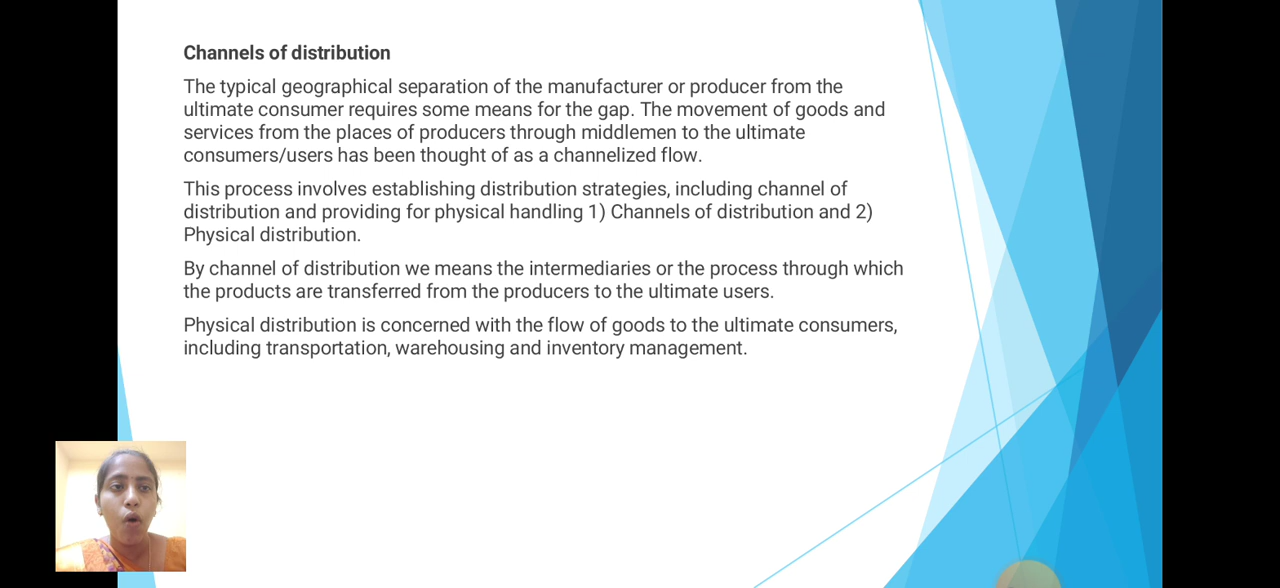 Channels of distribution
The typical geographical separation of the manufacturer or producer from the
ultimate consumer requires some means for the gap. The movement of goods and
services from the places of producers through middlemen to the ultimate
consumers/users has been thought of as a channelized flow.
This process involves establishing distribution strategies, including channel of
distribution and providing for physical handling 1) Channels of distribution and 2)
Physical distribution.
By channel of distribution we means the intermediaries or the process through which
the products are transferred from the producers to the ultimate users.
Physical distribution is concerned with the flow of goods to the ultimate consumers,
including transportation, warehousing and inventory management.